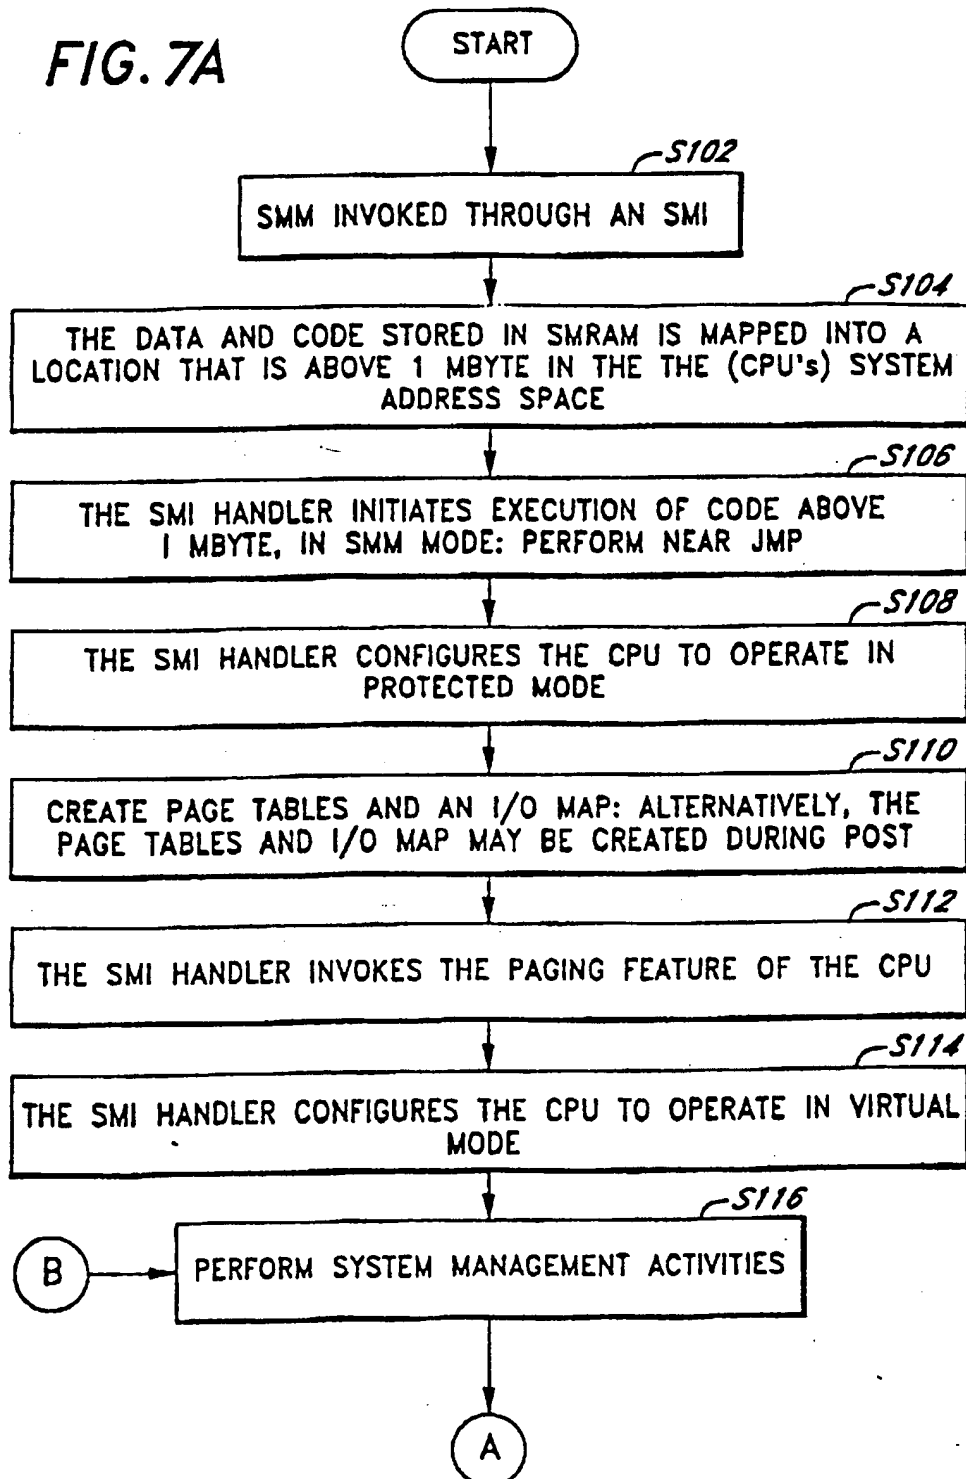 FIG. 7A
START
S102
SMM INVOKED THROUGH AN SMI
S104
THE DATA AND CODE STORED IN SMRAM IS MAPPED INTO A
LOCATION THAT IS ABOVE 1 MBYTE IN THE THE (CPU's) SYSTEM
ADDRESS SPACE
S106
THE SMI HANDLER INITIATES EXECUTION OF CODE ABOVE
1 MBYTE, IN SMM MODE: PERFORM NEAR JMP
S108
THE SMI HANDLER CONFIGURES THE CPU TO OPERATE IN
PROTECTED MODE
S110
CREATE PAGE TABLES AND AN I/O MAP: ALTERNATIVELY, THE
PAGE TABLES AND I/O MAP MAY BE CREATED DURING POST
S112
THE SMI HANDLER INVOKES THE PAGING FEATURE OF THE CPU
S114
THE SMI HANDLER CONFIGURES THE CPU TO OPERATE IN VIRTUAL
MODE
S116
B
PERFORM SYSTEM MANAGEMENT ACTIVITIES
A